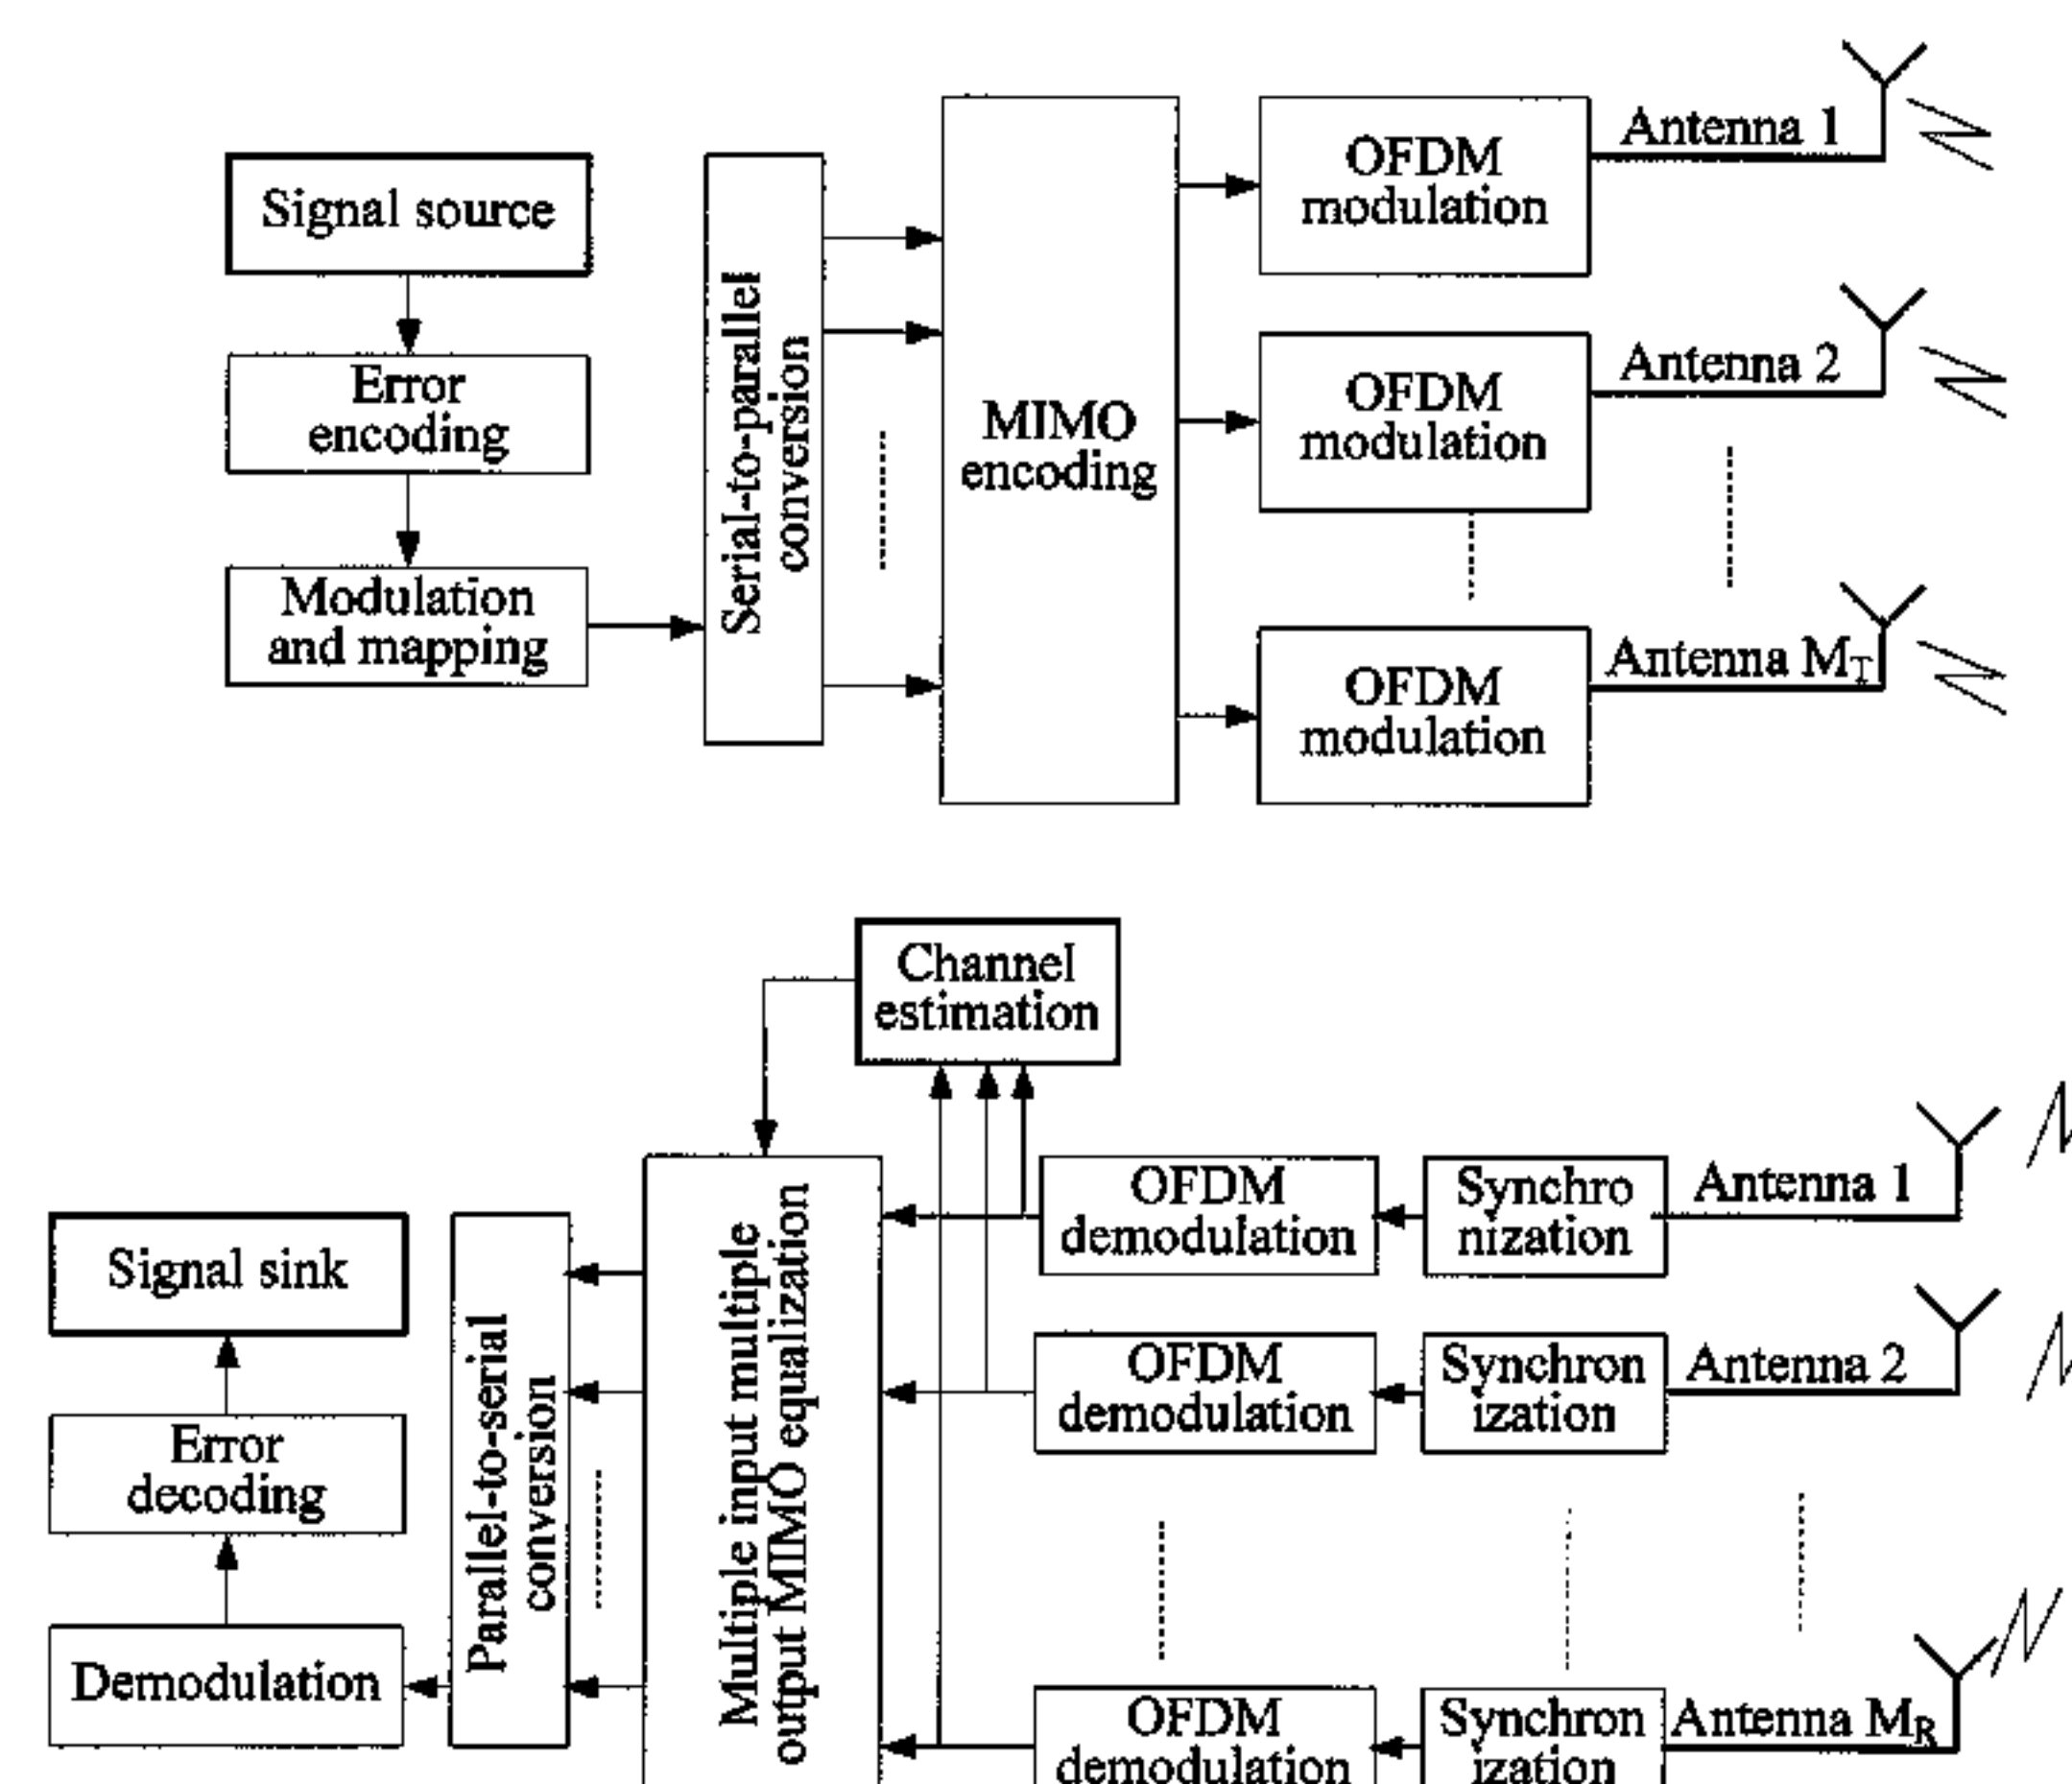 Signal source
Error
encoding
Modulation
and mapping
Serial-to-parallel
conversion
MIMO
encoding
OFDM
modulation
Antenna 1
OFDM
modulation
Antenna 2
OFDM
modulation
Antenna M_T
Channel
estimation
Signal sink
Error
decoding
Demodulation
Parallel-to-serial
conversion
Multiple input multiple
output MIMO equalization
OFDM
demodulation
Synchro
nization
Antenna 1
OFDM
demodulation
Synchron
ization
Antenna 2
OFDM
demodulation
Synchron
ization
Antenna M_R